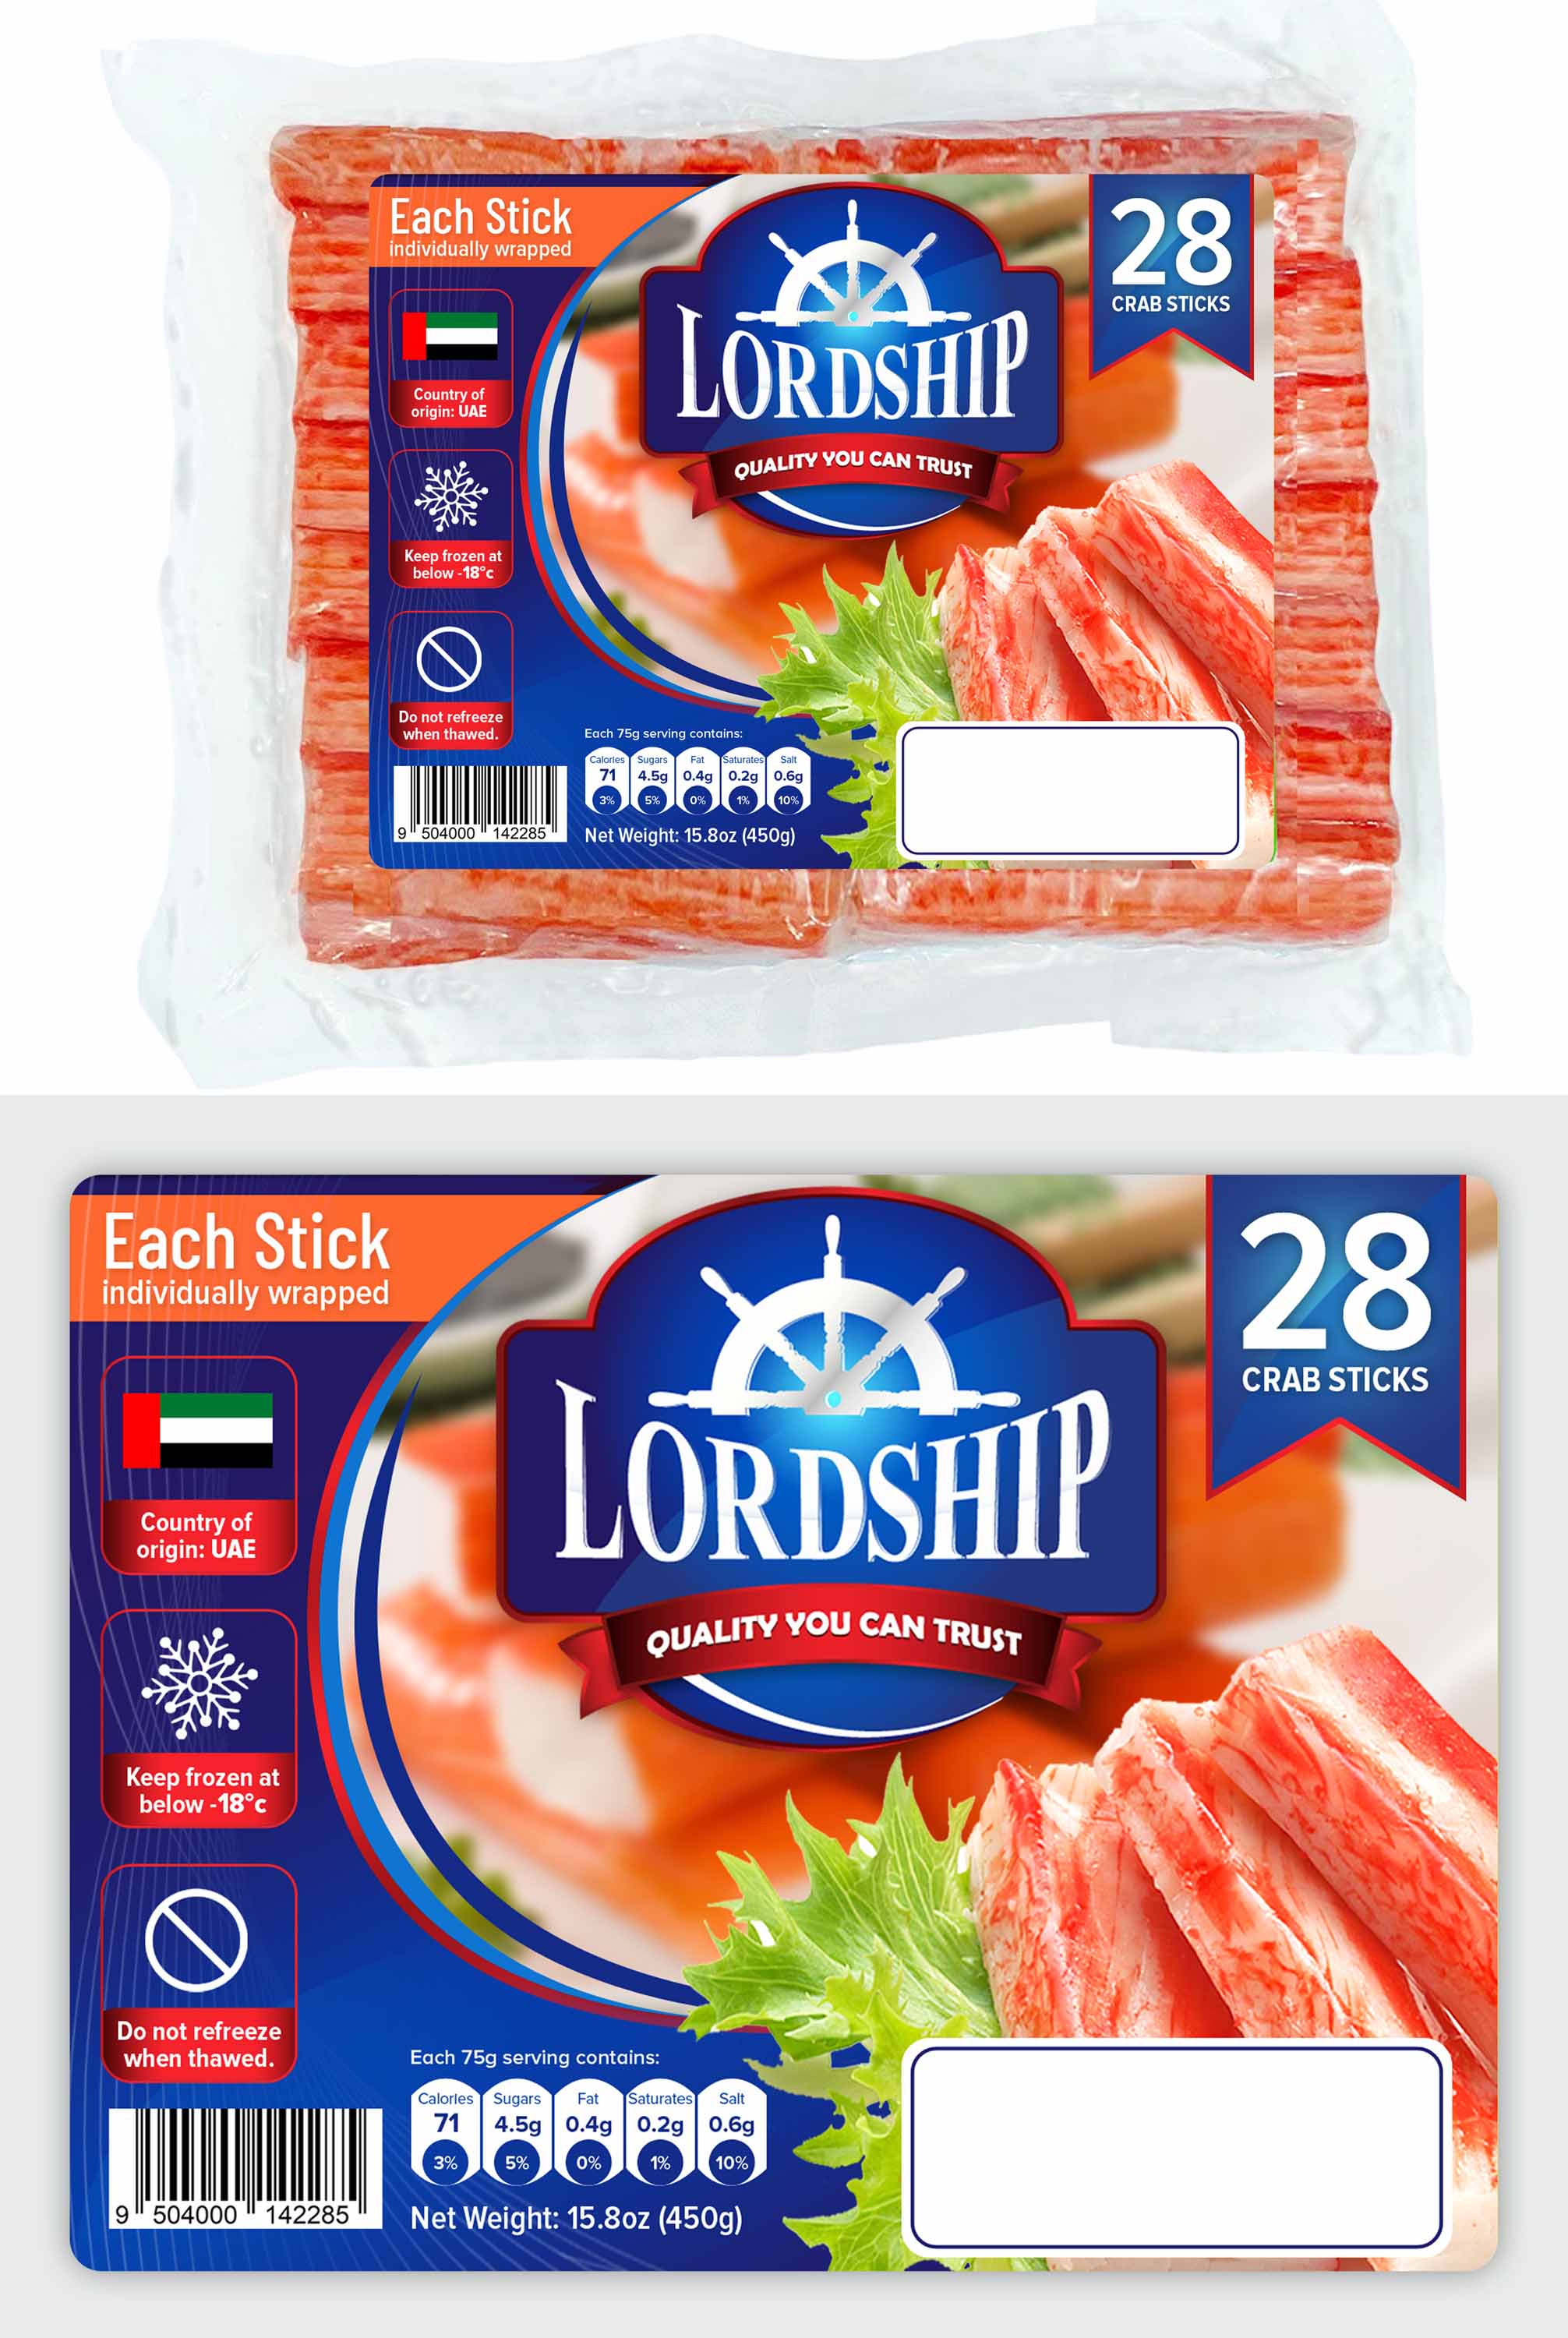 Each Stick
individually wrapped
LORDSHIP
QUALITY YOU CAN TRUST
28
CRAB STICKS
Country of
origin: UAE
Keep frozen at
below -18°c
Do not refreeze
when thawed.
Each 75g serving contains:
Calories Sugars Fat Saturates Salt
71 4.5g 0.4g 0.2g 0.6g
3% 5% 0% 1% 10%
9 504000 142285
Net Weight: 15.8oz (450g)
Each Stick
individually wrapped
LORDSHIP
QUALITY YOU CAN TRUST
28
CRAB STICKS
Country of
origin: UAE
Keep frozen at
below -18°c
Do not refreeze
when thawed.
Each 75g serving contains:
Calories Sugars Fat Saturates Salt
71 4.5g 0.4g 0.2g 0.6g
3% 5% 0% 1% 10%
9 504000 142285
Net Weight: 15.8oz (450g)